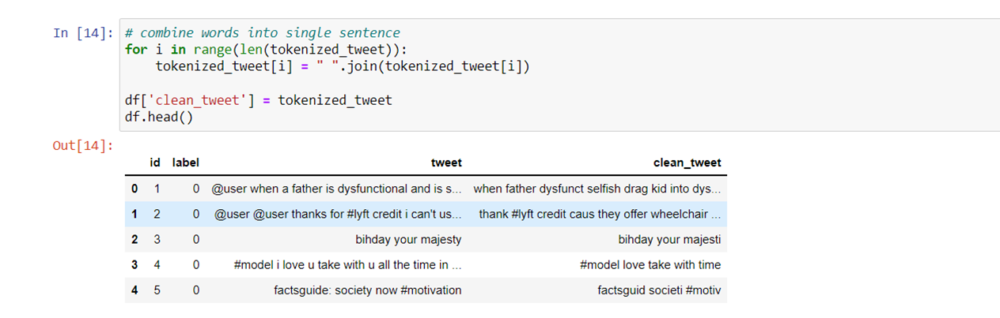 In [14]: # combine words into single sentence
for i in range(len(tokenized_tweet)):
    tokenized_tweet[i] = " ".join(tokenized_tweet[i])

df['clean_tweet'] = tokenized_tweet
df.head()
Out[14]:
id label tweet clean_tweet
0 1 0 @user when a father is dysfunctional and is s... when father dysfunct selfish drag kid into dys...
1 2 0 @user @user thanks for #lyft credit i can't us... thank #lyft credit caus they offer wheelchair ...
2 3 0 bihday your majesty bihday your majesti
3 4 0 #model i love u take with u all the time in ... #model love take with time
4 5 0 factsguide: society now #motivation factsguid societi #motiv